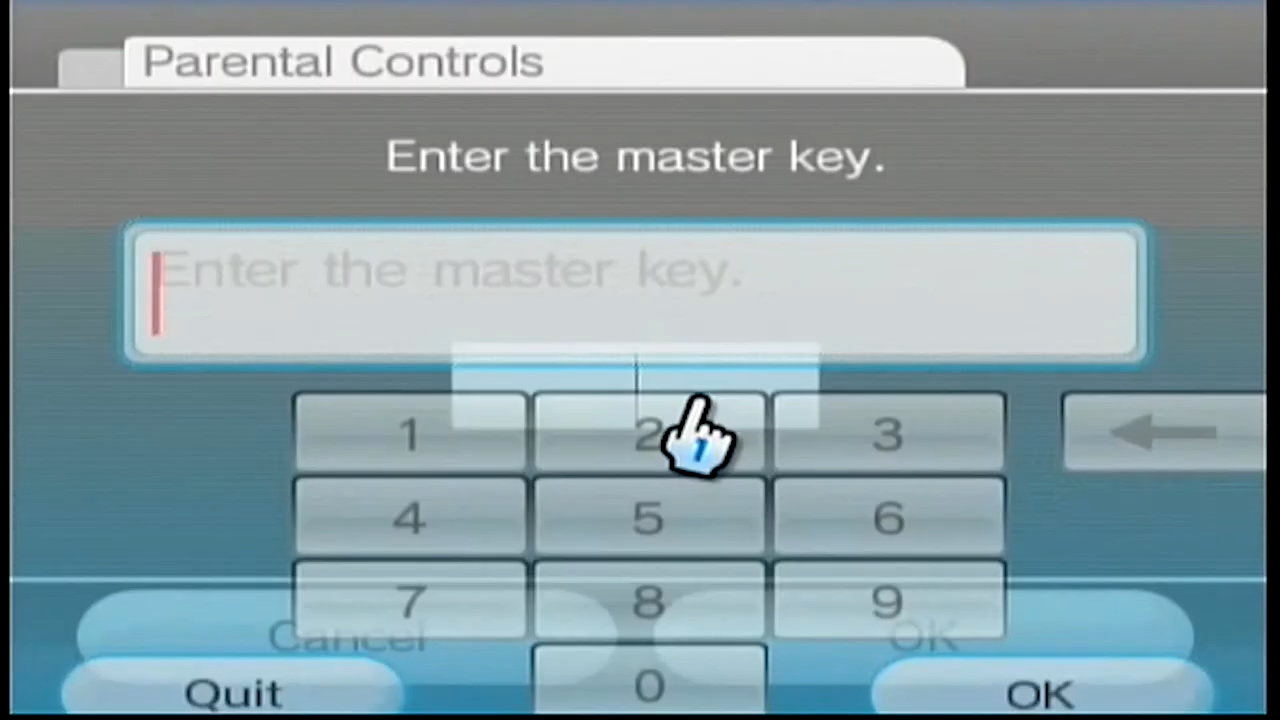 Parental Controls
Enter the master key.
Enter the master key.
1 2 3
4 5 6
7 8 9
Cancel OK
0
Quit OK
1